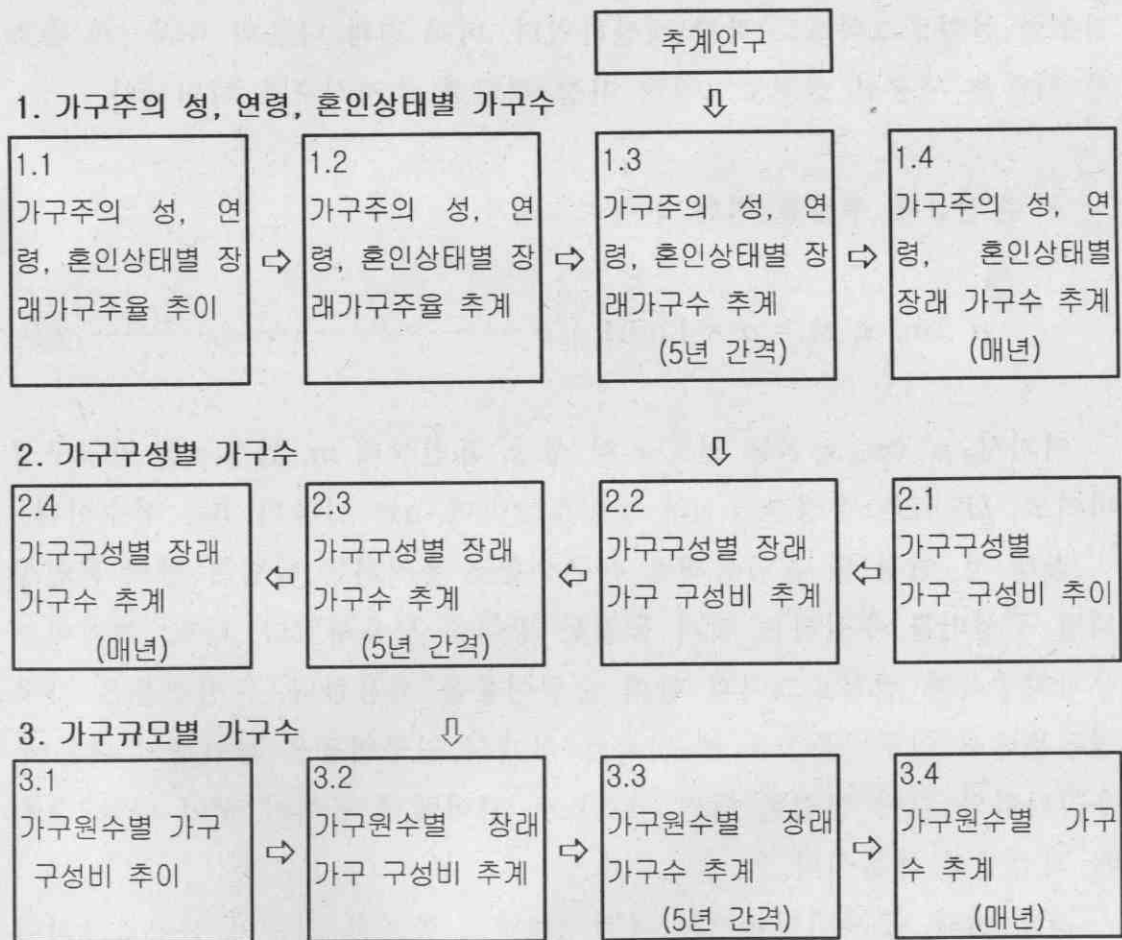 추계인구
1. 가구주의 성, 연령, 혼인상태별 가구수
1.1
가구주의 성, 연
령, 혼인상태별 장
래가구주율 추이
1.2
가구주의 성, 연
령, 혼인상태별 장
래가구주율 추계
1.3
가구주의 성, 연
령, 혼인상태별 장
래가구수 추계
(5년 간격)
1.4
가구주의 성, 연
령, 혼인상태별
장래 가구수 추계
(매년)
2. 가구구성별 가구수
2.4
가구구성별 장래
가구수 추계
(매년)
2.3
가구구성별 장래
가구수 추계
(5년 간격)
2.2
가구구성별 장래
가구 구성비 추계
2.1
가구구성별
가구 구성비 추이
3. 가구규모별 가구수
3.1
가구원수별 가구
구성비 추이
3.2
가구원수별 장래
가구 구성비 추계
3.3
가구원수별 장래
가구수 추계
(5년 간격)
3.4
가구원수별 가구
수 추계
(매년)